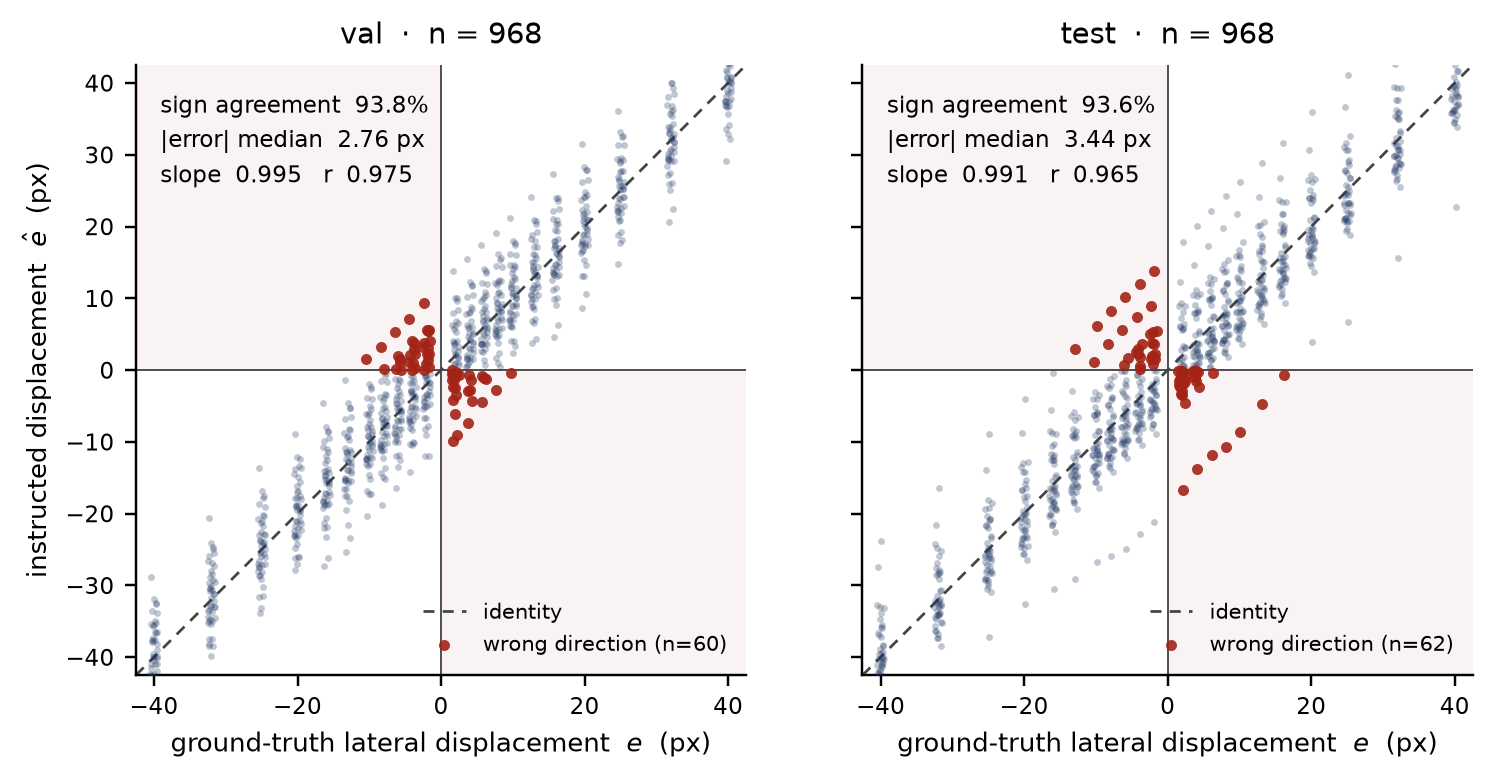 val · n = 968
sign agreement 93.8%
|error| median 2.76 px
slope 0.995 r 0.975
40
30
20
10
0
−10
−20
−30
−40
instructed displacement ê (px)
identity
wrong direction (n=60)
−40
−20
0
20
40
ground-truth lateral displacement e (px)
test · n = 968
sign agreement 93.6%
|error| median 3.44 px
slope 0.991 r 0.965
identity
wrong direction (n=62)
−40
−20
0
20
40
ground-truth lateral displacement e (px)